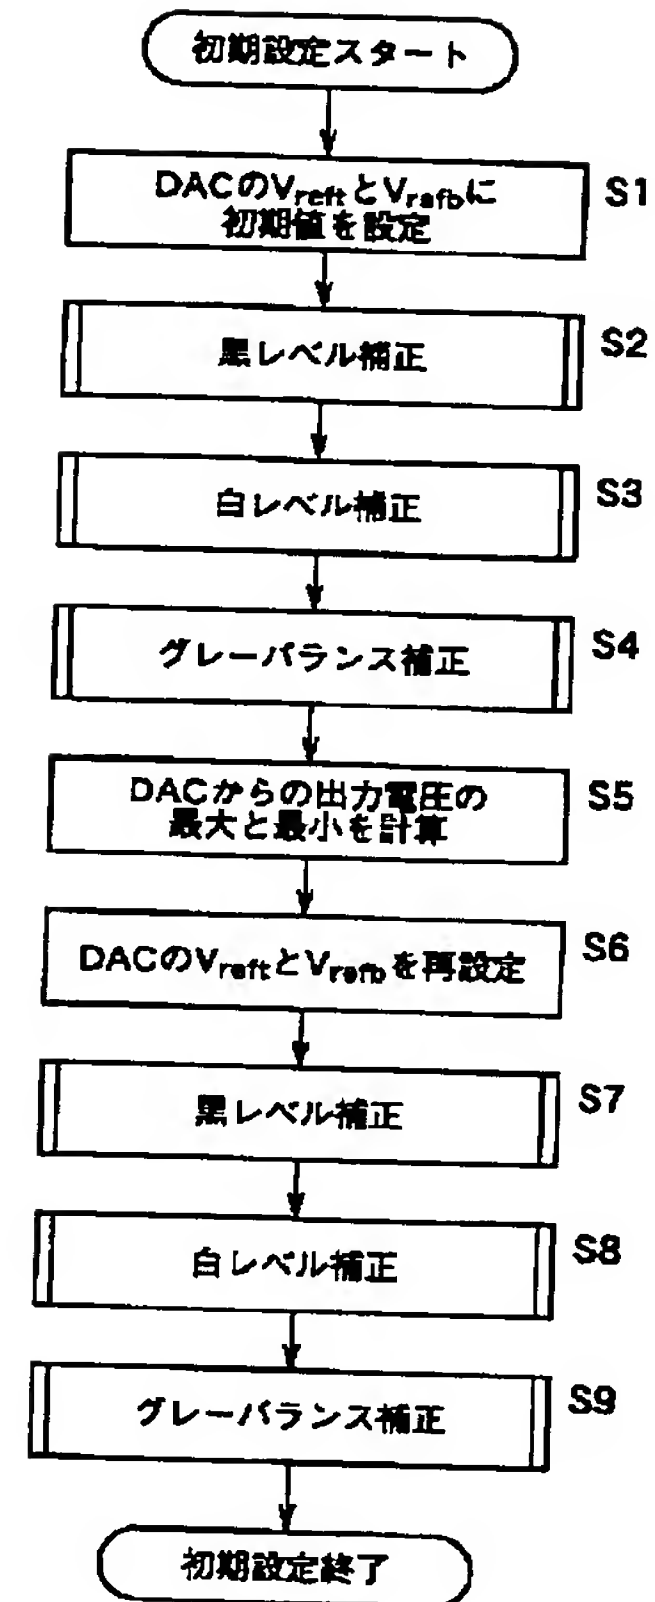 初期設定スタート
DACのVreftとVrefbに
初期値を設定
S1
黒レベル補正
S2
白レベル補正
S3
グレーバランス補正
S4
DACからの出力電圧の
最大と最小を計算
S5
DACのVreftとVrefbを再設定
S6
黒レベル補正
S7
白レベル補正
S8
グレーバランス補正
S9
初期設定終了